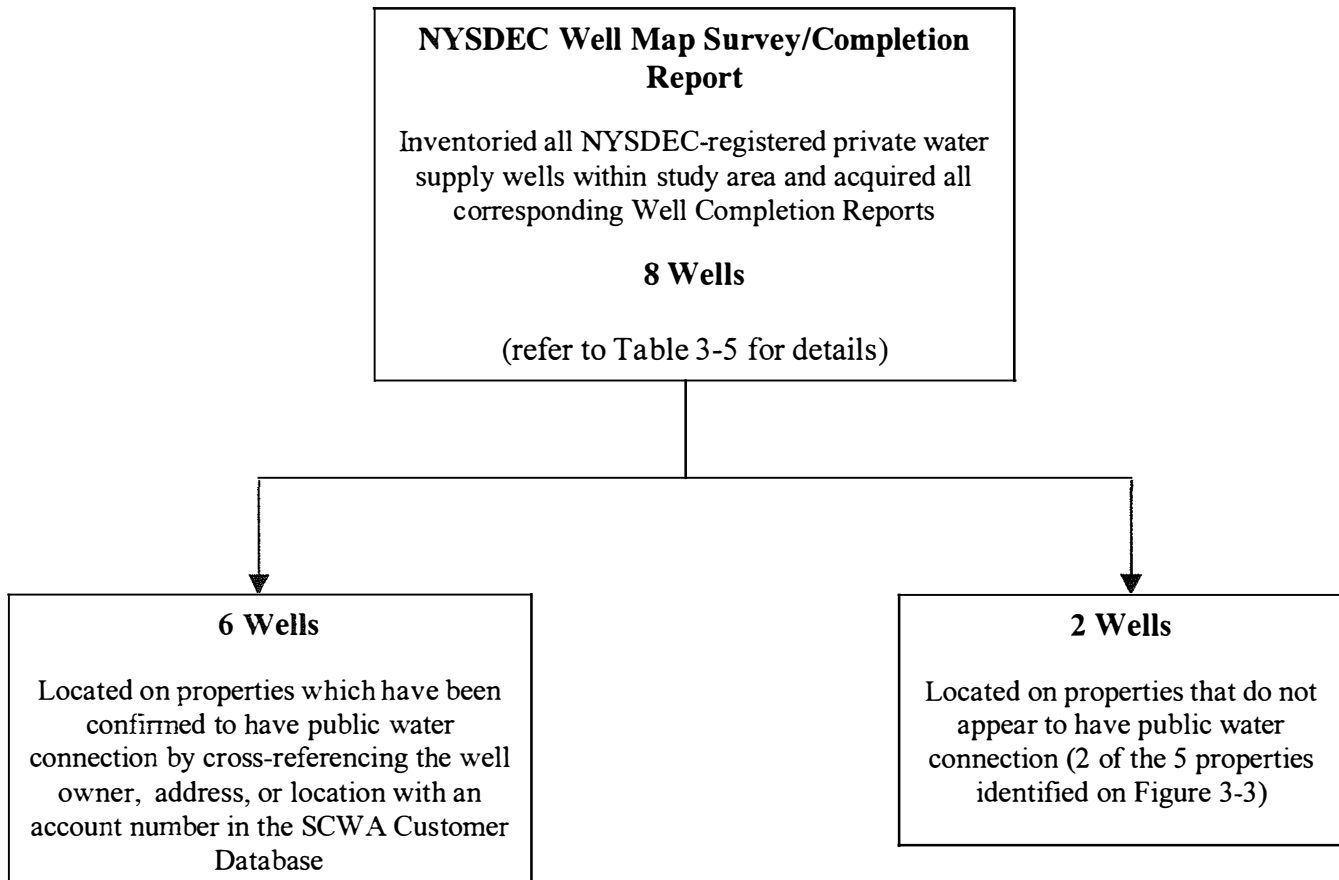 NYSDEC Well Map Survey/Completion
Report
Inventoried all NYSDEC-registered private water
supply wells within study area and acquired all
corresponding Well Completion Reports
8 Wells
(refer to Table 3-5 for details)
6 Wells
Located on properties which have been
confirmed to have public water
connection by cross-referencing the well
owner, address, or location with an
account number in the SCWA Customer
Database
2 Wells
Located on properties that do not
appear to have public water
connection (2 of the 5 properties
identified on Figure 3-3)